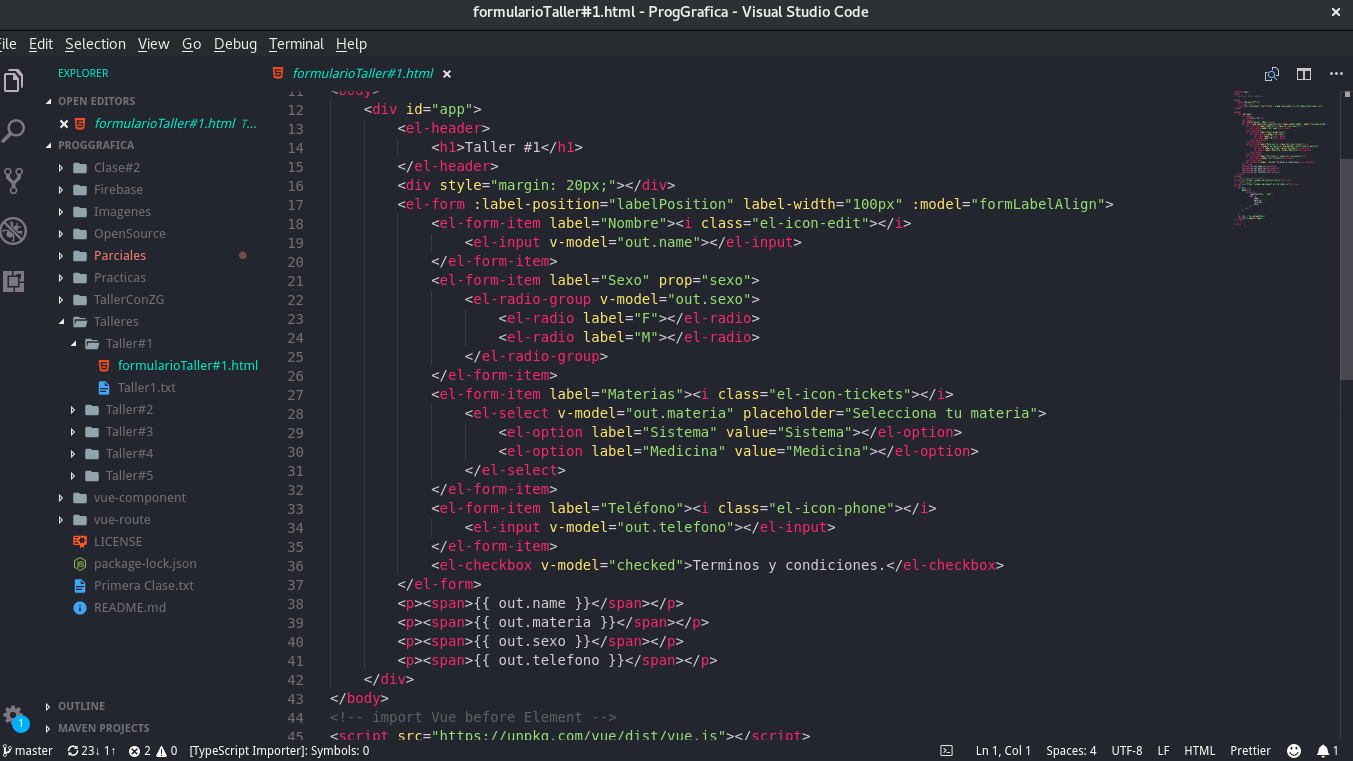 formularioTaller#1.html - ProgGrafica - Visual Studio Code
ile Edit Selection View Go Debug Terminal Help
EXPLORER
OPEN EDITORS
formularioTaller#1.html T...
PROGGRAFICA
Clase#2
Firebase
Imagenes
OpenSource
Parciales
Practicas
TallerConZG
Talleres
Taller#1
formularioTaller#1.html
Taller1.txt
Taller#2
Taller#3
Taller#4
Taller#5
vue-component
vue-route
LICENSE
package-lock.json
Primera Clase.txt
README.md
OUTLINE
MAVEN PROJECTS
formularioTaller#1.html
11 <body>
12 <div id="app">
13 <el-header>
14 <h1>Taller #1</h1>
15 </el-header>
16 <div style="margin: 20px;"></div>
17 <el-form :label-position="labelPosition" label-width="100px" :model="formLabelAlign">
18 <el-form-item label="Nombre"><i class="el-icon-edit"></i>
19 <el-input v-model="out.name"></el-input>
20 </el-form-item>
21 <el-form-item label="Sexo" prop="sexo">
22 <el-radio-group v-model="out.sexo">
23 <el-radio label="F"></el-radio>
24 <el-radio label="M"></el-radio>
25 </el-radio-group>
26 </el-form-item>
27 <el-form-item label="Materias"><i class="el-icon-tickets"></i>
28 <el-select v-model="out.materia" placeholder="Selecciona tu materia">
29 <el-option label="Sistema" value="Sistema"></el-option>
30 <el-option label="Medicina" value="Medicina"></el-option>
31 </el-select>
32 </el-form-item>
33 <el-form-item label="Teléfono"><i class="el-icon-phone"></i>
34 <el-input v-model="out.telefono"></el-input>
35 </el-form-item>
36 <el-checkbox v-model="checked">Terminos y condiciones.</el-checkbox>
37 </el-form>
38 <p><span>{{ out.name }}</span></p>
39 <p><span>{{ out.materia }}</span></p>
40 <p><span>{{ out.sexo }}</span></p>
41 <p><span>{{ out.telefono }}</span></p>
42 </div>
43 </body>
44 <!-- import Vue before Element -->
45 <script src="https://unpkg.com/vue/dist/vue.js"></script>
1
master 23↓ 1↑ 2 0 [TypeScript Importer]: Symbols: 0 Ln 1, Col 1 Spaces: 4 UTF-8 LF HTML Prettier 1